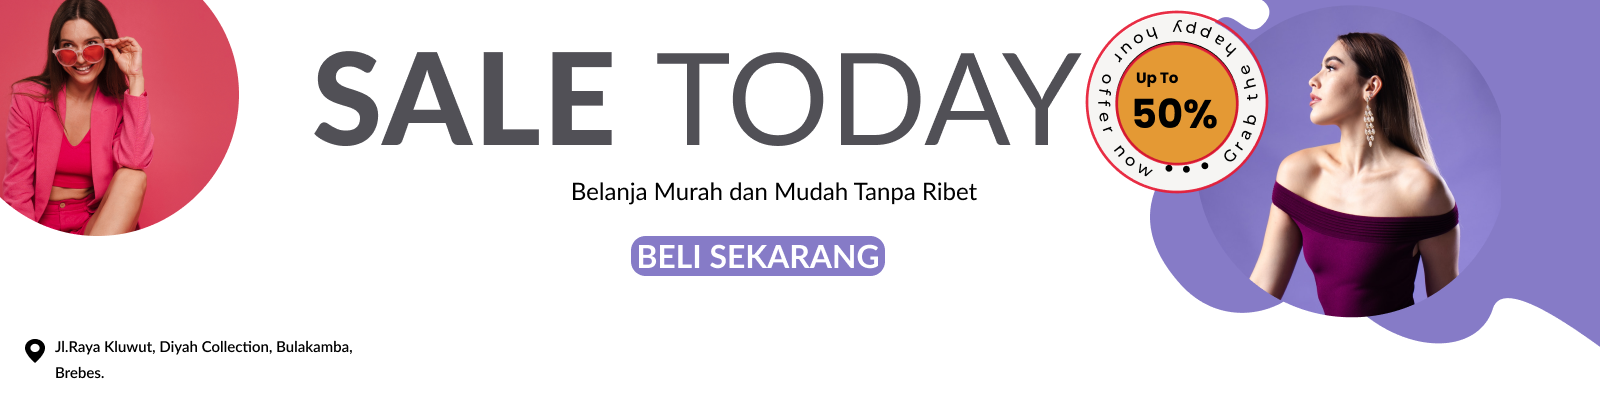 SALE TODAY
Grab the happy hour offer now
Up To
50%
Belanja Murah dan Mudah Tanpa Ribet
BELI SEKARANG
Jl.Raya Kluwut, Diyah Collection, Bulakamba,
Brebes.